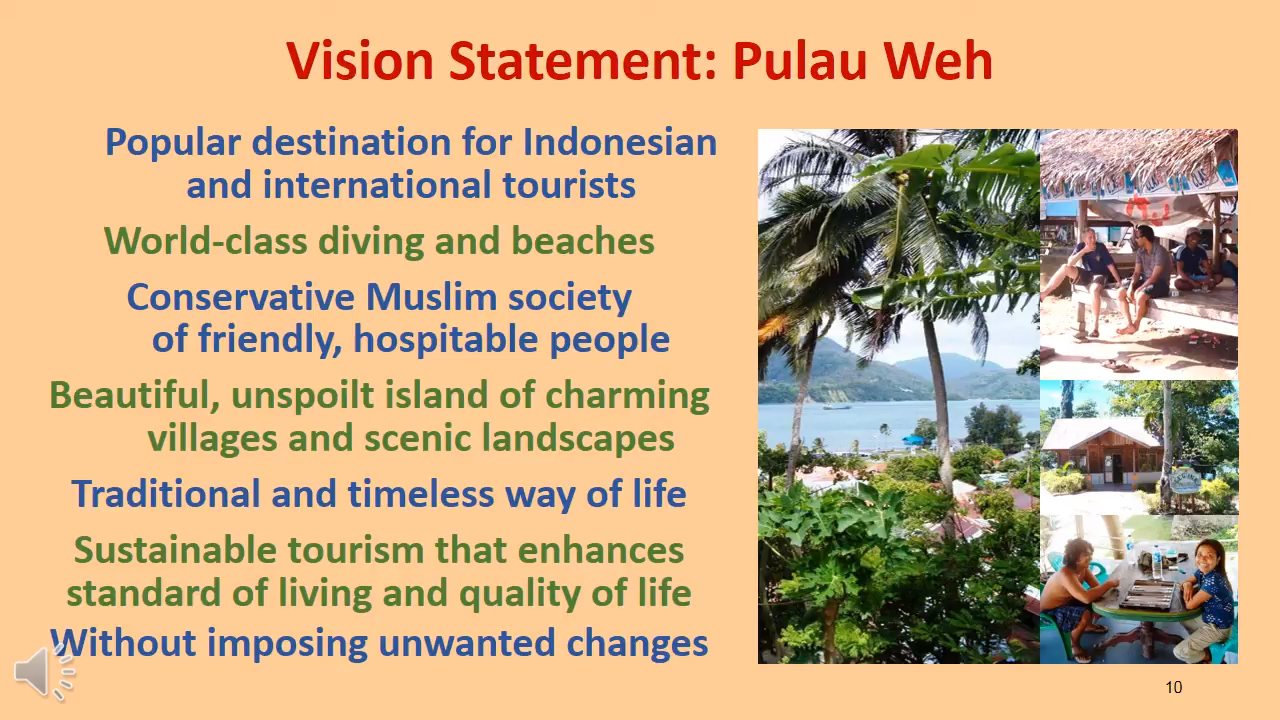 Vision Statement: Pulau Weh
Popular destination for Indonesian
and international tourists
World-class diving and beaches
Conservative Muslim society
of friendly, hospitable people
Beautiful, unspoilt island of charming
villages and scenic landscapes
Traditional and timeless way of life
Sustainable tourism that enhances
standard of living and quality of life
Without imposing unwanted changes
10